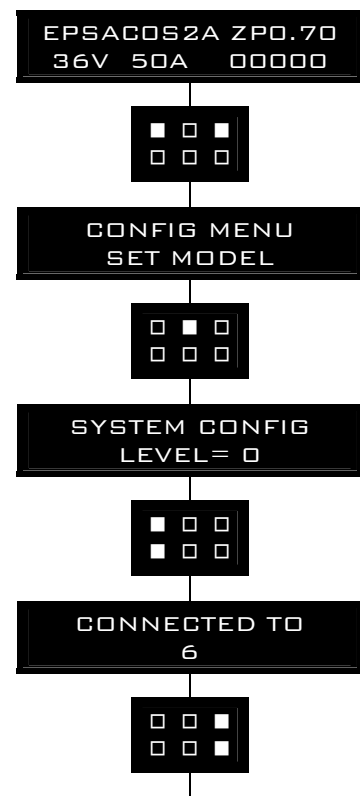 EPSACOS2A ZP0.70
36V 50A 00000
CONFIG MENU
SET MODEL
SYSTEM CONFIG
LEVEL= 0
CONNECTED TO
6